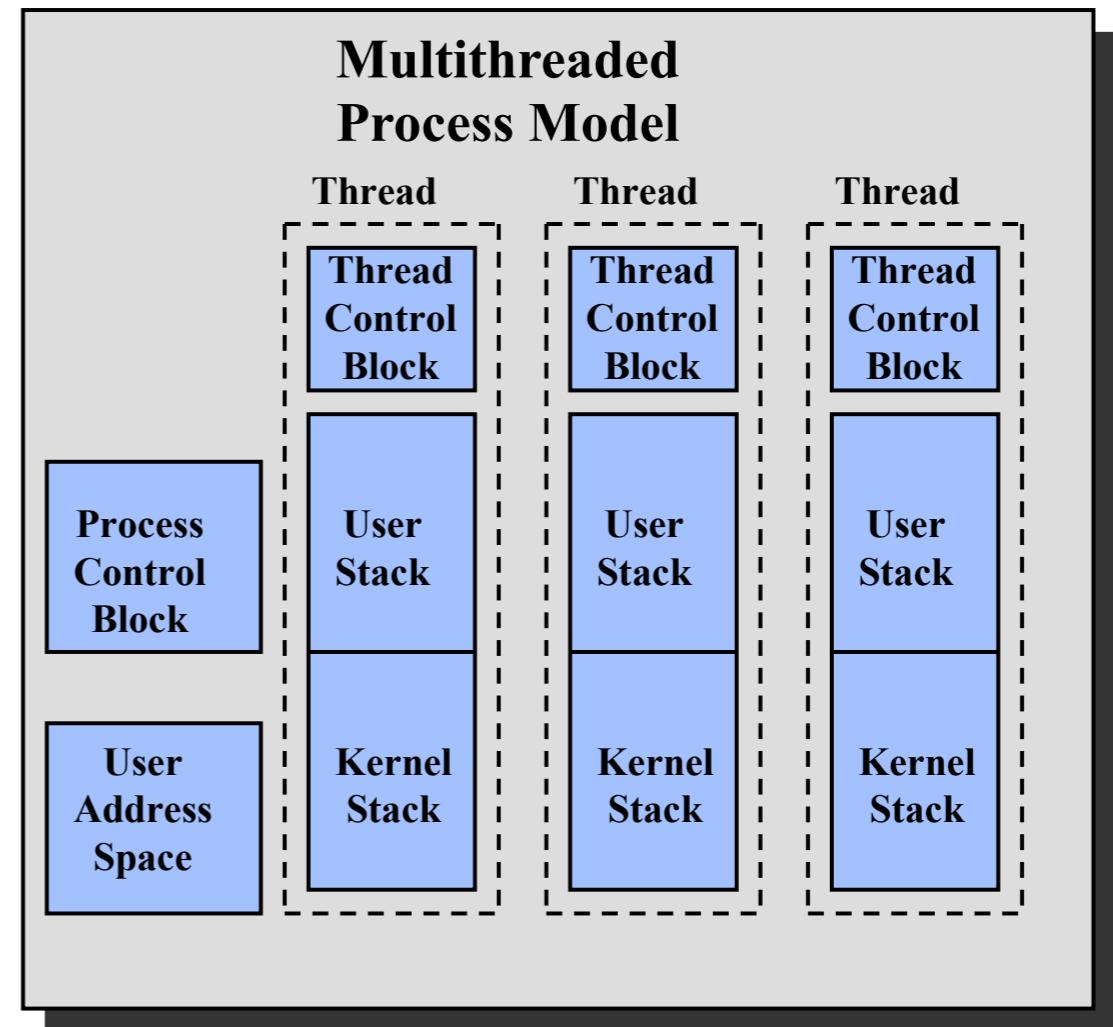 Multithreaded
Process Model
Thread
Thread
Thread
Thread
Control
Block
Thread
Control
Block
Thread
Control
Block
Process
Control
Block
User
Stack
User
Stack
User
Stack
User
Address
Space
Kernel
Stack
Kernel
Stack
Kernel
Stack